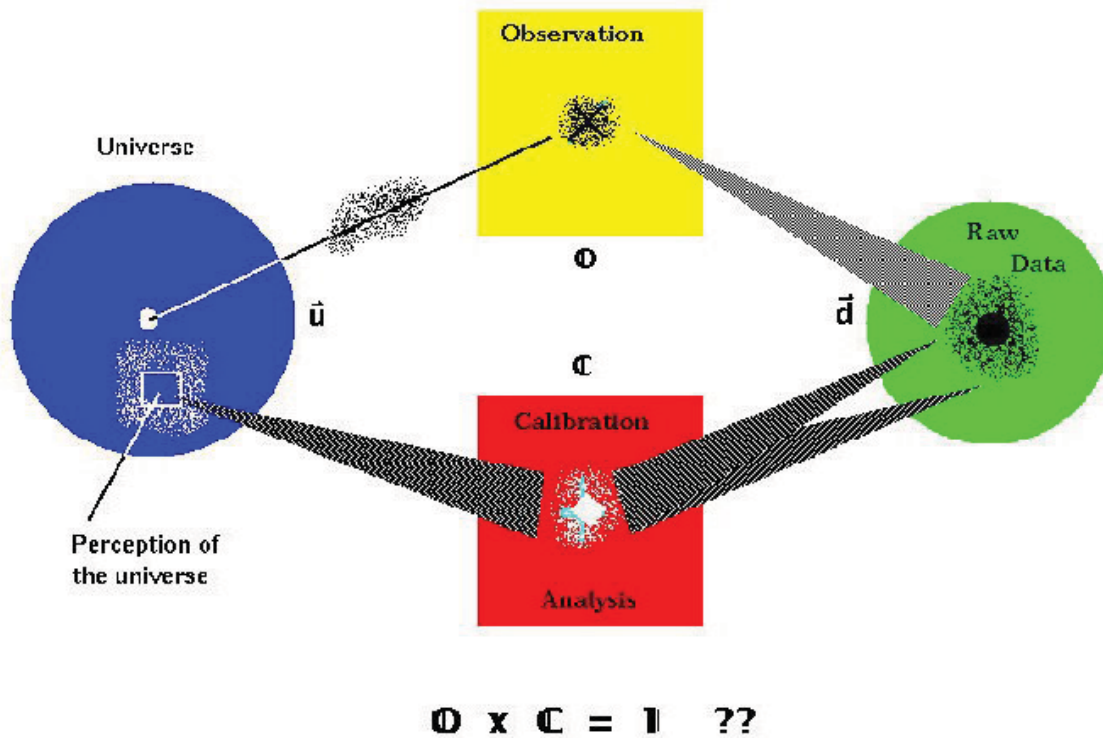 Observation
Universe
𝕆
Raw
Data
u⃗
d⃗
ℂ
Calibration
Perception of
the universe
Analysis
𝕆 x ℂ = 𝟙 ??